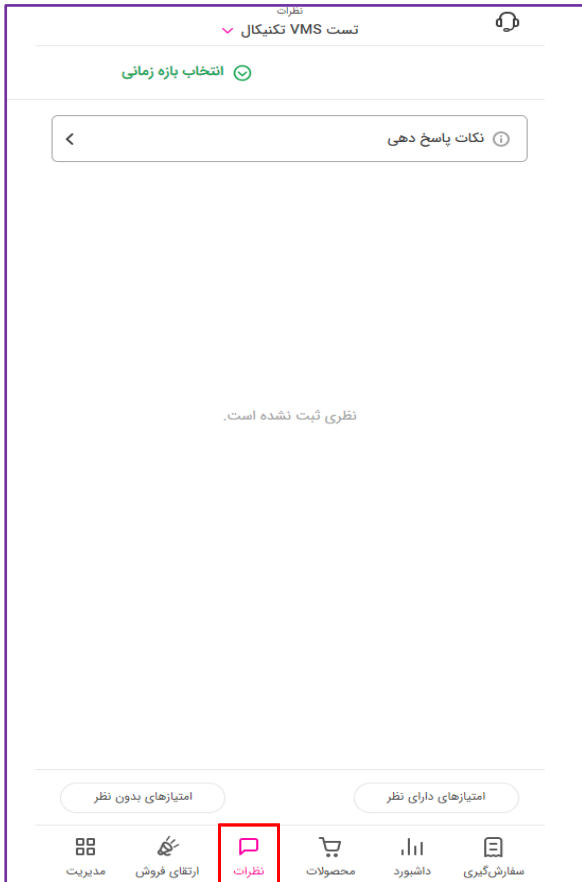 نظرات
تست VMS تکنیکال
انتخاب بازه زمانی
نکات پاسخ دهی
نظری ثبت نشده است.
امتیازهای دارای نظر
امتیازهای بدون نظر
سفارش‌گیری
داشبورد
محصولات
نظرات
ارتقای فروش
مدیریت